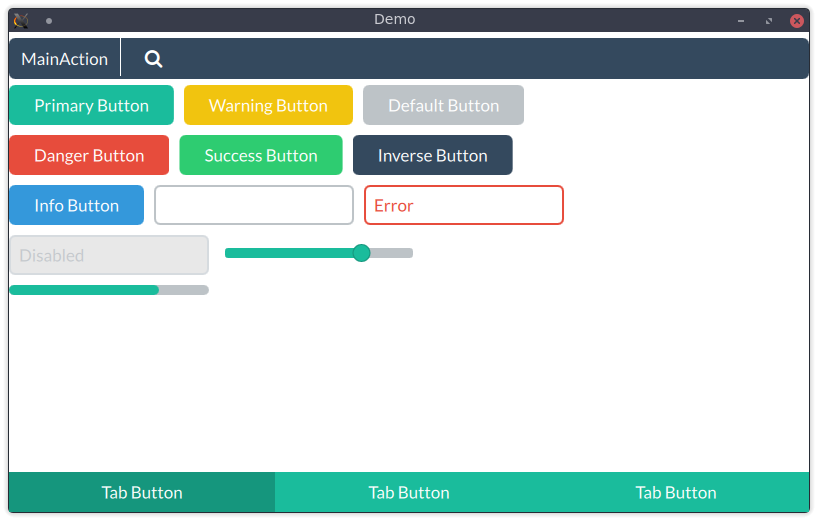 Demo
MainAction
Primary Button Warning Button Default Button
Danger Button Success Button Inverse Button
Info Button Error
Disabled
Tab Button Tab Button Tab Button